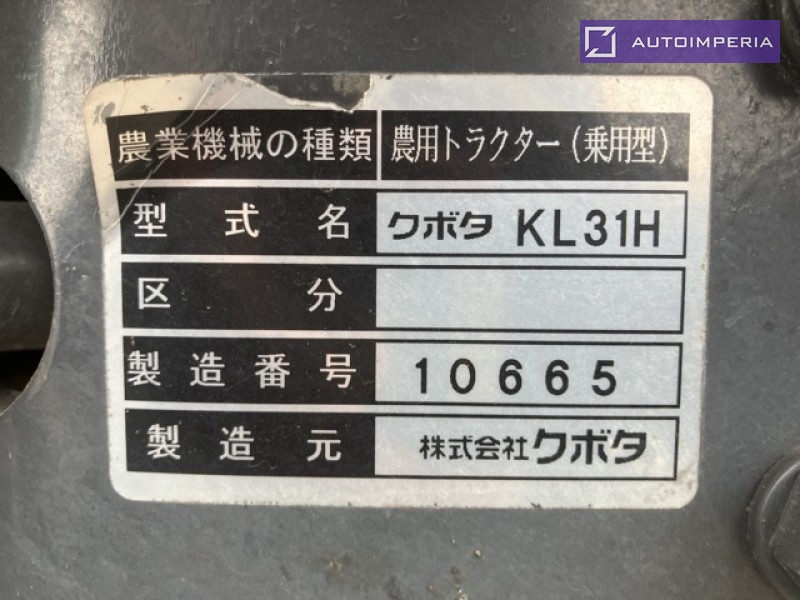 AUTOIMPERIA
農業機械の種類 農用トラクター(乗用型)
型式名 クボタ KL31H
区分
製造番号 10665
製造元 株式会社クボタ